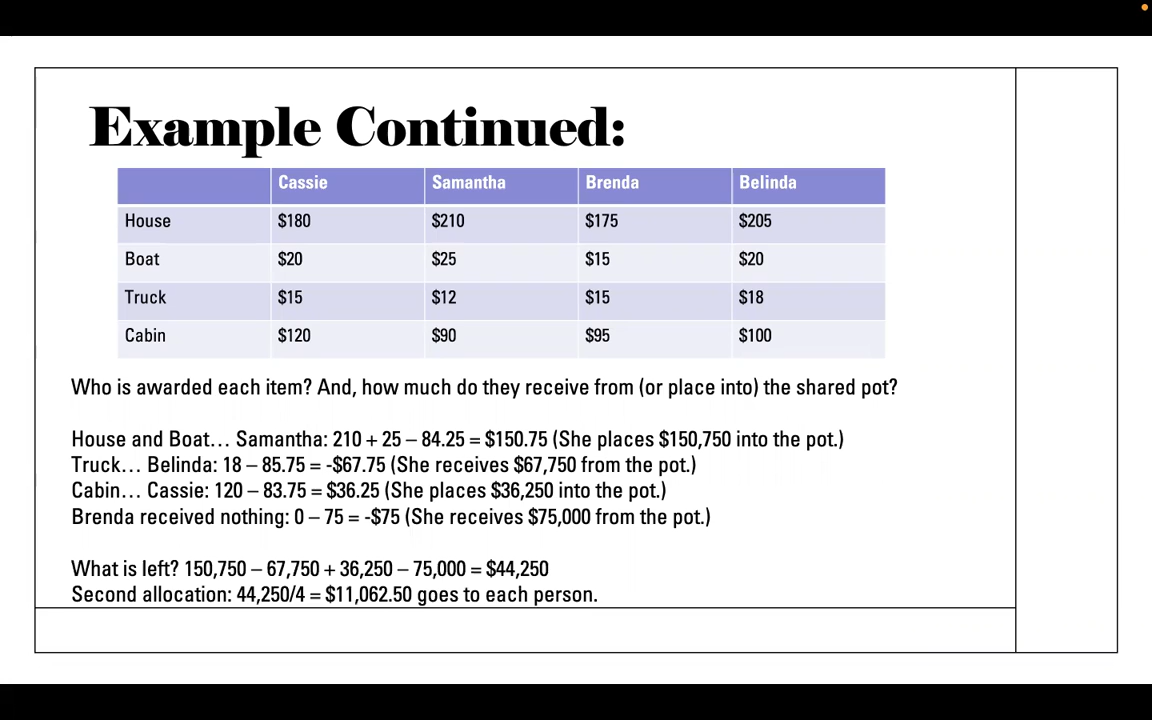 Example Continued:
Cassie Samantha Brenda Belinda
House $180 $210 $175 $205
Boat $20 $25 $15 $20
Truck $15 $12 $15 $18
Cabin $120 $90 $95 $100
Who is awarded each item? And, how much do they receive from (or place into) the shared pot?
House and Boat… Samantha: 210 + 25 – 84.25 = $150.75 (She places $150,750 into the pot.)
Truck… Belinda: 18 – 85.75 = -$67.75 (She receives $67,750 from the pot.)
Cabin… Cassie: 120 – 83.75 = $36.25 (She places $36,250 into the pot.)
Brenda received nothing: 0 – 75 = -$75 (She receives $75,000 from the pot.)
What is left? 150,750 – 67,750 + 36,250 – 75,000 = $44,250
Second allocation: 44,250/4 = $11,062.50 goes to each person.